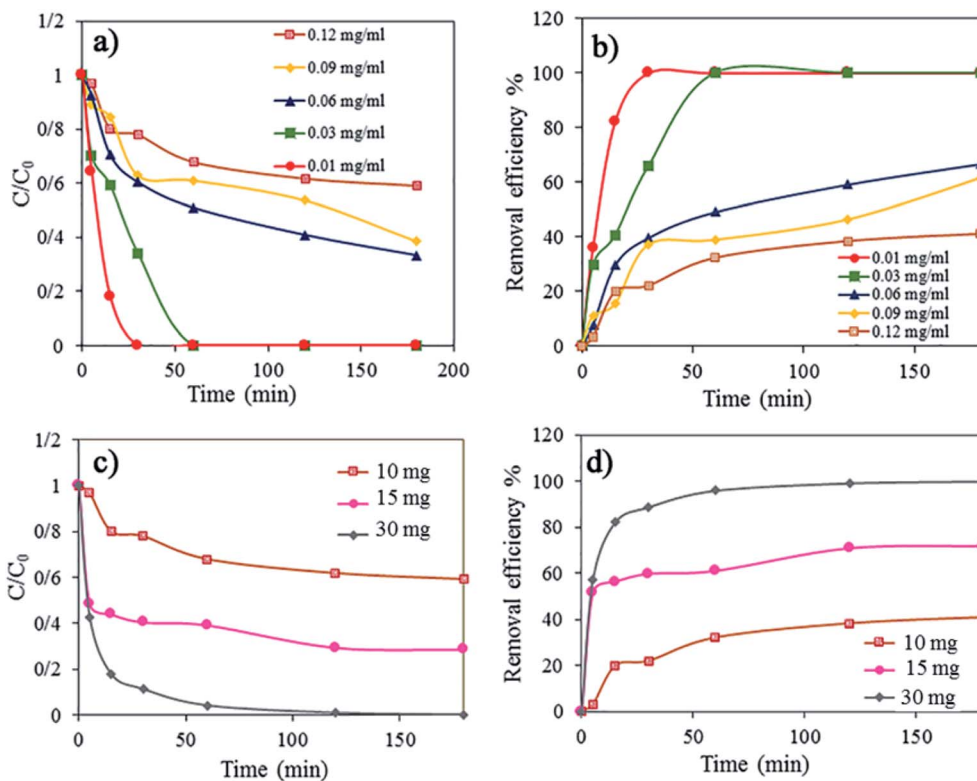 a)
1/2
1
0/8
0/6
0/4
0/2
0
C/C0
0
50
100
150
200
Time (min)
0.12 mg/ml
0.09 mg/ml
0.06 mg/ml
0.03 mg/ml
0.01 mg/ml
b)
120
100
80
60
40
20
0
Removal efficiency %
0
50
100
150
Time (min)
0.01 mg/ml
0.03 mg/ml
0.06 mg/ml
0.09 mg/ml
0.12 mg/ml
c)
1/2
1
0/8
0/6
0/4
0/2
0
C/C0
0
50
100
150
Time (min)
10 mg
15 mg
30 mg
d)
120
100
80
60
40
20
0
Removal efficiency %
0
50
100
150
Time (min)
10 mg
15 mg
30 mg